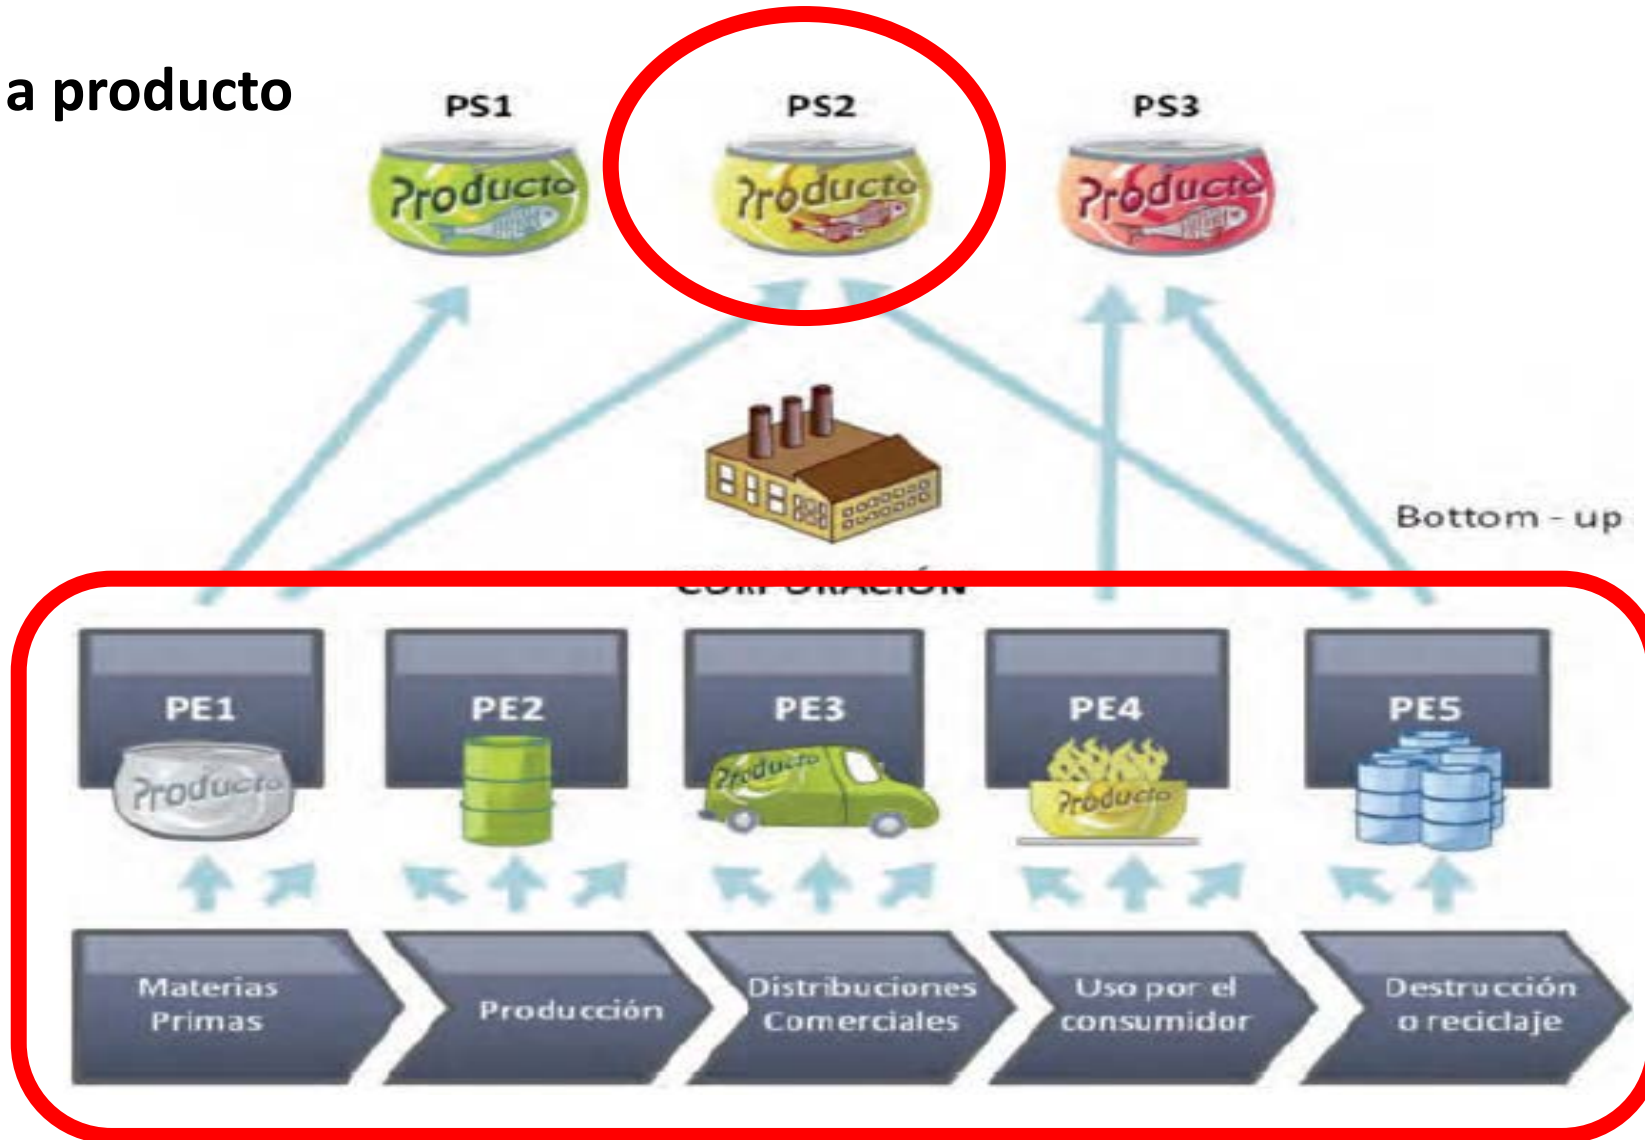 a producto
PS1
PS2
PS3
Producto
Producto
Producto
Bottom - up
CORPORACIÓN
PE1
PE2
PE3
PE4
PE5
Producto
Producto
Producto
Materias
Primas
Producción
Distribuciones
Comerciales
Uso por el
consumidor
Destrucción
o reciclaje